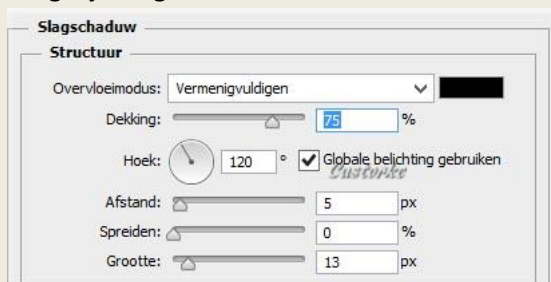 Slagschaduw
Structuur
Overvloeimodus: Vermenigvuldigen
Dekking: 75 %
Hoek: 120 ° Globale belichting gebruiken
Custorke
Afstand: 5 px
Spreiden: 0 %
Grootte: 13 px